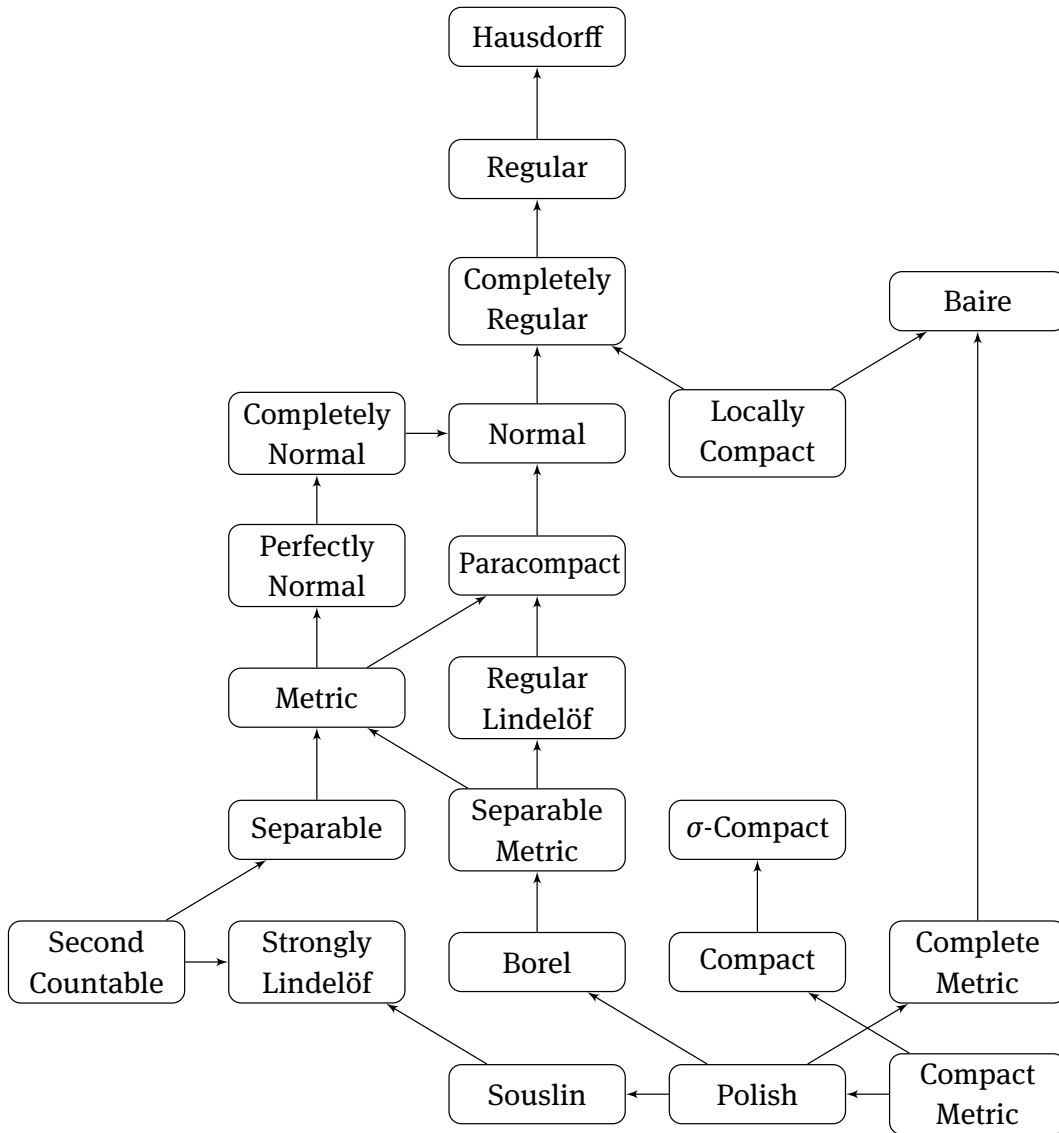 Hausdorff
Regular
Completely
Regular
Baire
Completely
Normal
Normal
Locally
Compact
Perfectly
Normal
Paracompact
Metric
Regular
Lindelöf
Separable
Separable
Metric
σ-Compact
Second
Countable
Strongly
Lindelöf
Borel
Compact
Complete
Metric
Souslin
Polish
Compact
Metric